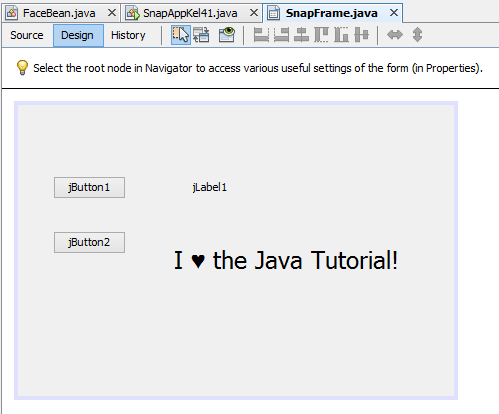 FaceBean.java SnapAppKel41.java SnapFrame.java
Source Design History
Select the root node in Navigator to access various useful settings of the form (in Properties).
jButton1 jLabel1
jButton2
I ♥ the Java Tutorial!